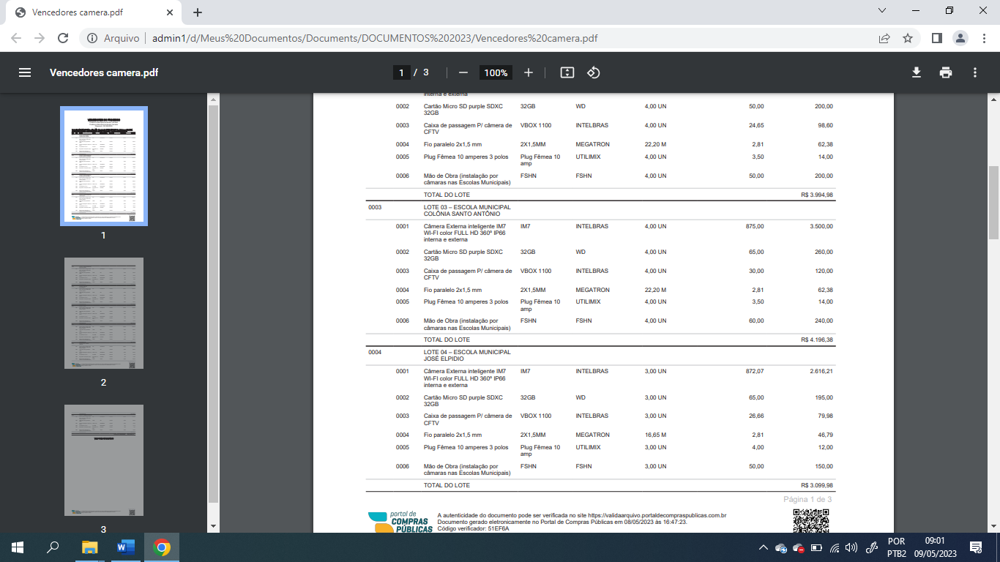 Vencedores camera.pdf
Arquivo
admin1/d/Meus%20Documentos/Documents/DOCUMENTOS%202023/Vencedores%20camera.pdf
Vencedores camera.pdf
1 / 3
100%
1
2
3
interna e externa
0002 Cartão Micro SD purple SDXC 32GB WD 4,00 UN 50,00 200,00
32GB
0003 Caixa de passagem P/ câmera de VBOX 1100 INTELBRAS 4,00 UN 24,65 98,60
CFTV
0004 Fio paralelo 2x1,5 mm 2X1,5MM MEGATRON 22,20 M 2,81 62,38
0005 Plug Fêmea 10 amperes 3 polos Plug Fêmea 10 UTILIMIX 4,00 UN 3,50 14,00
amp
0006 Mão de Obra (instalação por FSHN FSHN 4,00 UN 50,00 200,00
câmaras nas Escolas Municipais)
TOTAL DO LOTE R$ 3.994,98
0003 LOTE 03 – ESCOLA MUNICIPAL
COLÔNIA SANTO ANTÔNIO
0001 Câmera Externa inteligente IM7 IM7 INTELBRAS 4,00 UN 875,00 3.500,00
WI-FI color FULL HD 360º IP66
interna e externa
0002 Cartão Micro SD purple SDXC 32GB WD 4,00 UN 65,00 260,00
32GB
0003 Caixa de passagem P/ câmera de VBOX 1100 INTELBRAS 4,00 UN 30,00 120,00
CFTV
0004 Fio paralelo 2x1,5 mm 2X1,5MM MEGATRON 22,20 M 2,81 62,38
0005 Plug Fêmea 10 amperes 3 polos Plug Fêmea 10 UTILIMIX 4,00 UN 3,50 14,00
amp
0006 Mão de Obra (instalação por FSHN FSHN 4,00 UN 60,00 240,00
câmaras nas Escolas Municipais)
TOTAL DO LOTE R$ 4.196,38
0004 LOTE 04 – ESCOLA MUNICIPAL
JOSÉ ELPIDIO
0001 Câmera Externa inteligente IM7 IM7 INTELBRAS 3,00 UN 872,07 2.616,21
WI-FI color FULL HD 360º IP66
interna e externa
0002 Cartão Micro SD purple SDXC 32GB WD 3,00 UN 65,00 195,00
32GB
0003 Caixa de passagem P/ câmera de VBOX 1100 INTELBRAS 3,00 UN 26,66 79,98
CFTV
0004 Fio paralelo 2x1,5 mm 2X1,5MM MEGATRON 16,65 M 2,81 46,79
0005 Plug Fêmea 10 amperes 3 polos Plug Fêmea 10 UTILIMIX 3,00 UN 4,00 12,00
amp
0006 Mão de Obra (instalação por FSHN FSHN 3,00 UN 50,00 150,00
câmaras nas Escolas Municipais)
TOTAL DO LOTE R$ 3.099,98
Página 1 de 3
portal de
COMPRAS
PÚBLICAS
A autenticidade do documento pode ser verificada no site https://validaarquivo.portaldecompraspublicas.com.br
Documento gerado eletronicamente no Portal de Compras Públicas em 08/05/2023 às 16:47:23.
Código verificador: 51EF6A
POR
PTB2
09:01
09/05/2023